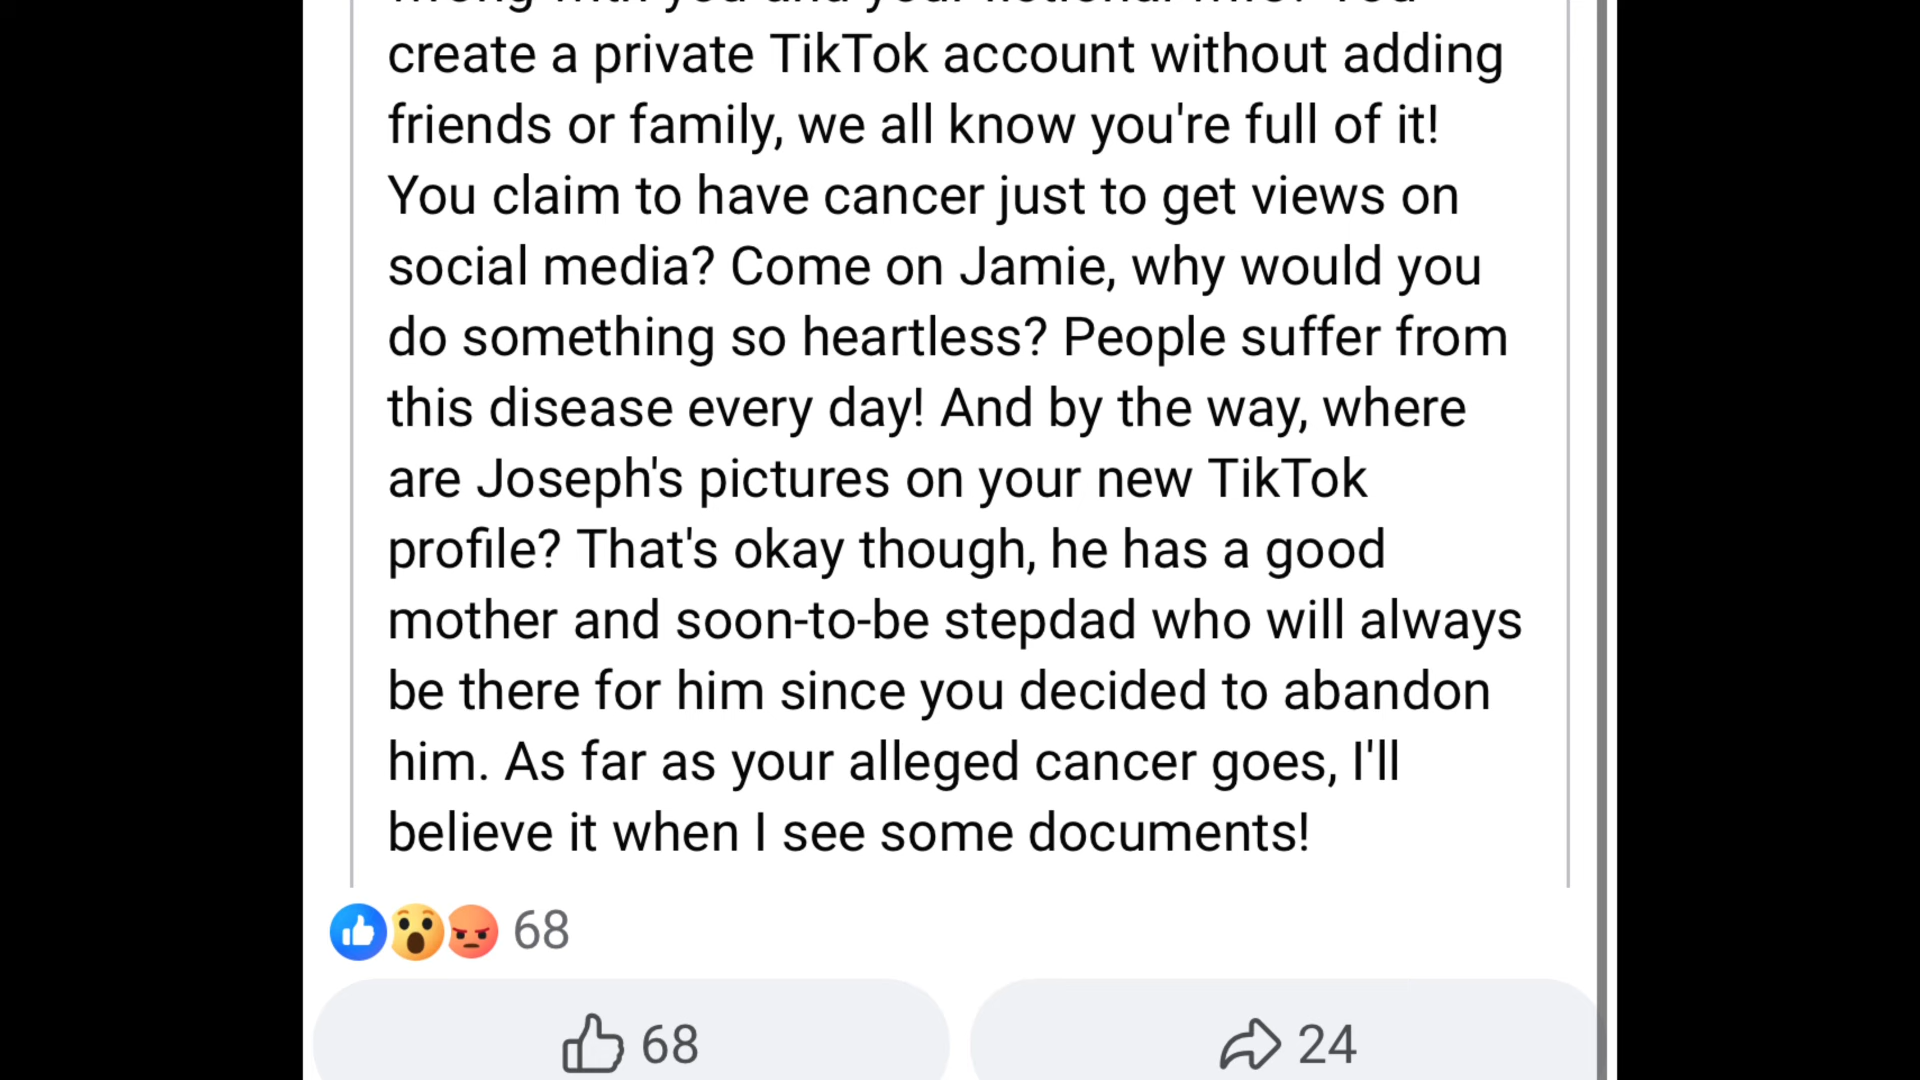 create a private TikTok account without adding
friends or family, we all know you're full of it!
You claim to have cancer just to get views on
social media? Come on Jamie, why would you
do something so heartless? People suffer from
this disease every day! And by the way, where
are Joseph's pictures on your new TikTok
profile? That's okay though, he has a good
mother and soon-to-be stepdad who will always
be there for him since you decided to abandon
him. As far as your alleged cancer goes, I'll
believe it when I see some documents!
68
68
24